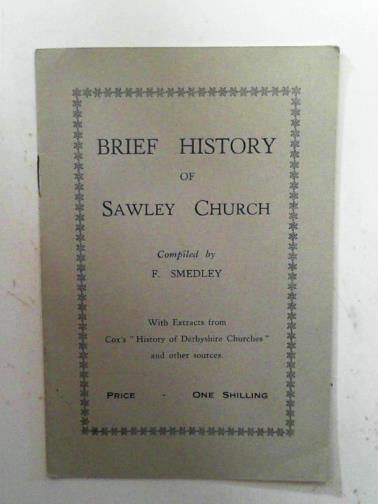 BRIEF HISTORY
OF
SAWLEY CHURCH
Compiled by
F. SMEDLEY
With Extracts from
Cox's "History of Derbyshire Churches"
and other sources.
PRICE - ONE SHILLING